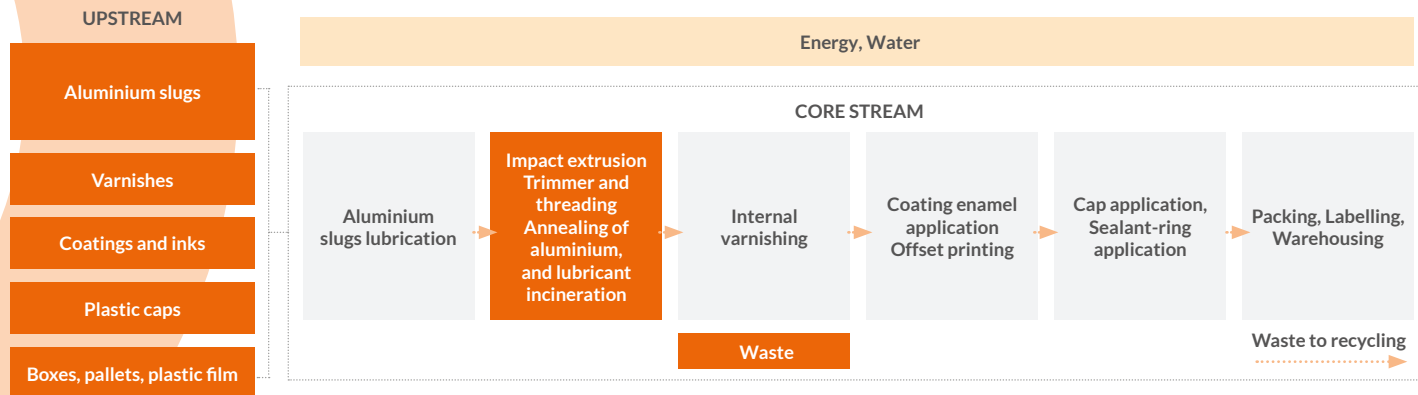 UPSTREAM
Aluminium slugs
Varnishes
Coatings and inks
Plastic caps
Boxes, pallets, plastic film
Energy, Water
CORE STREAM
Aluminium
slugs lubrication
Impact extrusion
Trimmer and
threading
Annealing of
aluminium,
and lubricant
incineration
Internal
varnishing
Coating enamel
application
Offset printing
Cap application,
Sealant-ring
application
Packing, Labelling,
Warehousing
Waste
Waste to recycling